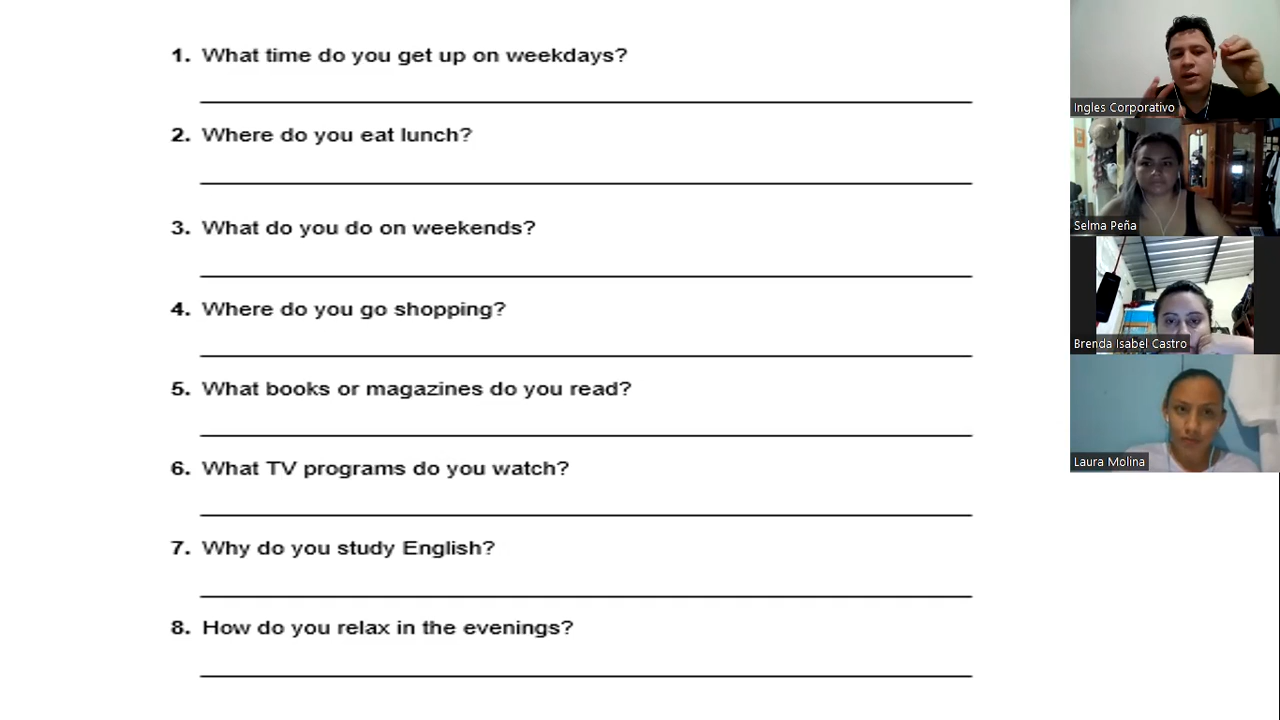 1. What time do you get up on weekdays?
2. Where do you eat lunch?
3. What do you do on weekends?
4. Where do you go shopping?
5. What books or magazines do you read?
6. What TV programs do you watch?
7. Why do you study English?
8. How do you relax in the evenings?
Ingles Corporativo
Selma Peña
Brenda Isabel Castro
Laura Molina